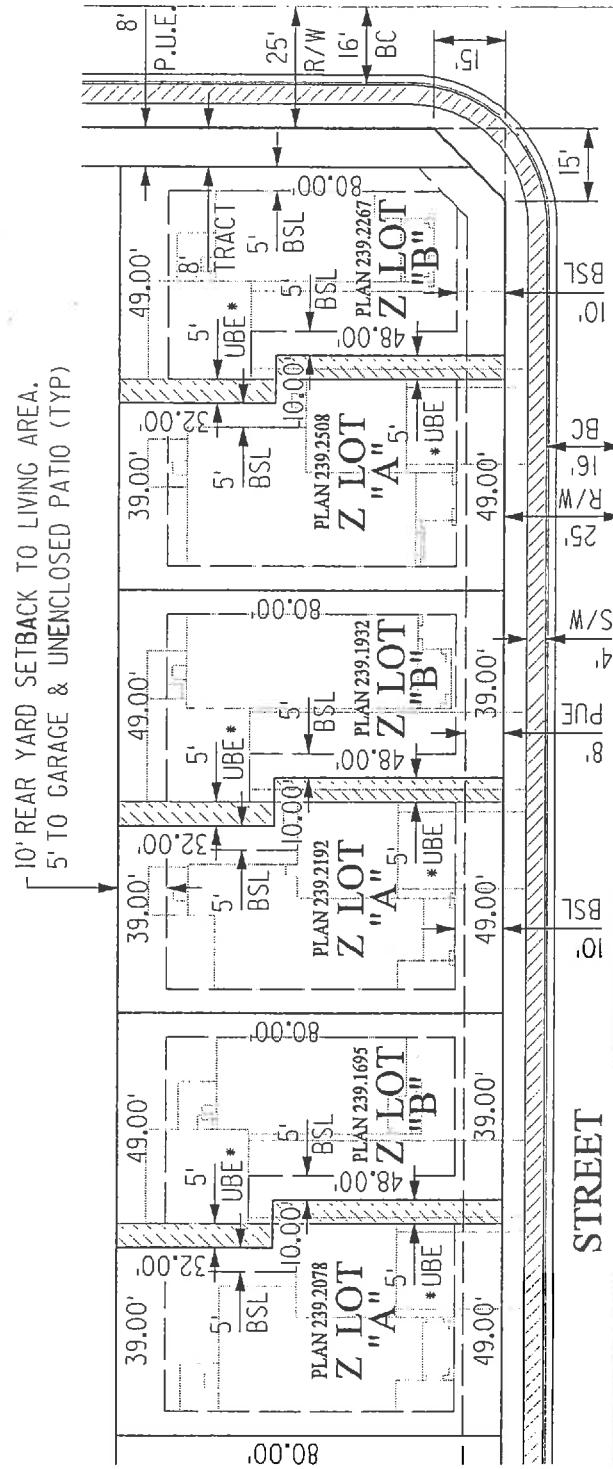 10' REAR YARD SETBACK TO LIVING AREA.
5' TO GARAGE & UNENCLOSED PATIO (TYP)
8'
P.U.E.
25'
R/W
16'
BC
15'
15'
49.00'
80.00'
8'
TRACT
5'
BSL
5'
BSL
5'
UBE*
48.00'
PLAN 239.2267
Z LOT
"B"
10'
BSL
39.00'
32.00'
10.00'
5'
BSL
5'
*UBE
PLAN 239.2508
Z LOT
"A"
49.00'
16'
BC
25'
R/W
4'
S/W
8'
PUE
80.00'
49.00'
5'
UBE*
5'
BSL
48.00'
PLAN 239.1932
Z LOT
"B"
39.00'
39.00'
32.00'
10.00'
5'
BSL
5'
*UBE
PLAN 239.2192
Z LOT
"A"
49.00'
10'
BSL
80.00'
49.00'
5'
UBE*
5'
BSL
48.00'
PLAN 239.1695
Z LOT
"B"
39.00'
39.00'
32.00'
10.00'
5'
BSL
5'
*UBE
PLAN 239.2078
Z LOT
"A"
49.00'
80.00'
STREET